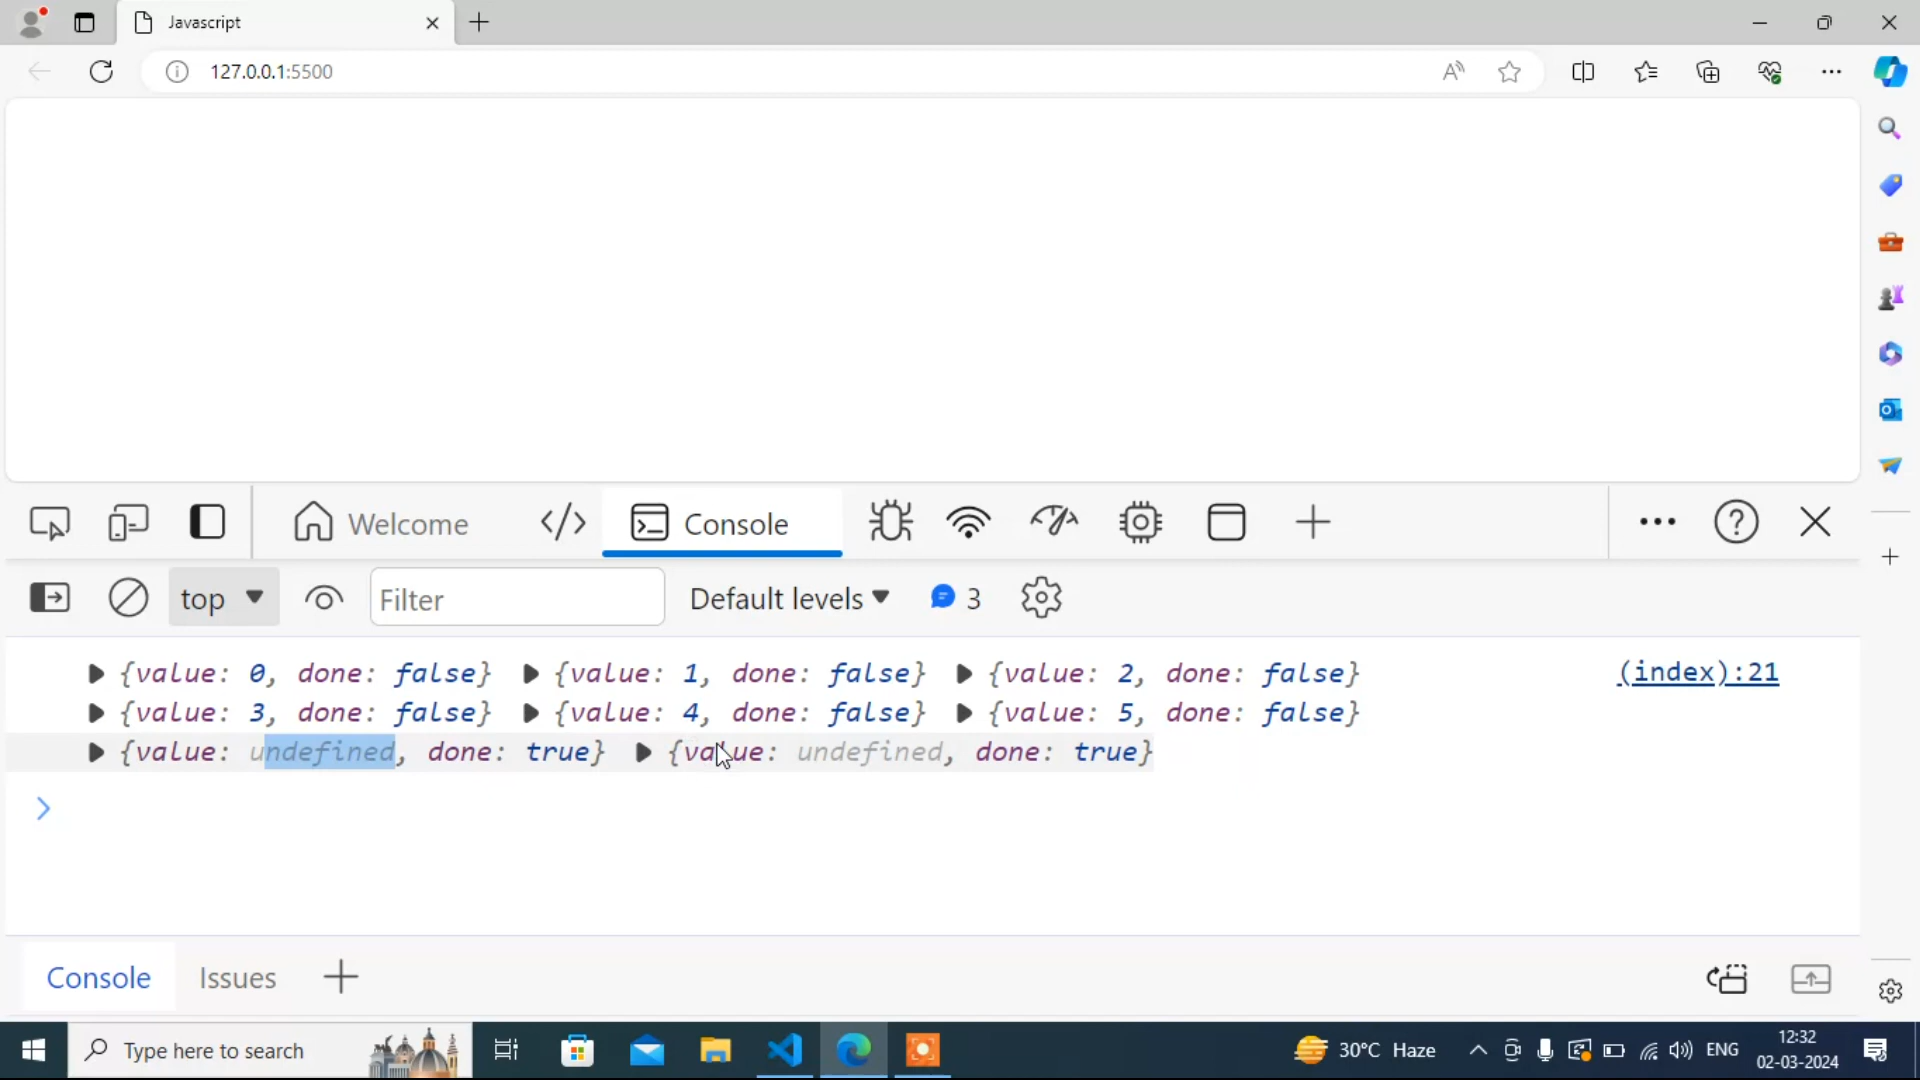 Javascript
127.0.0.1:5500
Welcome
Console
top
Filter
Default levels
3
{value: 0, done: false} {value: 1, done: false} {value: 2, done: false} (index):21
{value: 3, done: false} {value: 4, done: false} {value: 5, done: false}
{value: undefined, done: true} {value: undefined, done: true}
Console
Issues
Type here to search
30°C Haze
ENG
12:32
02-03-2024